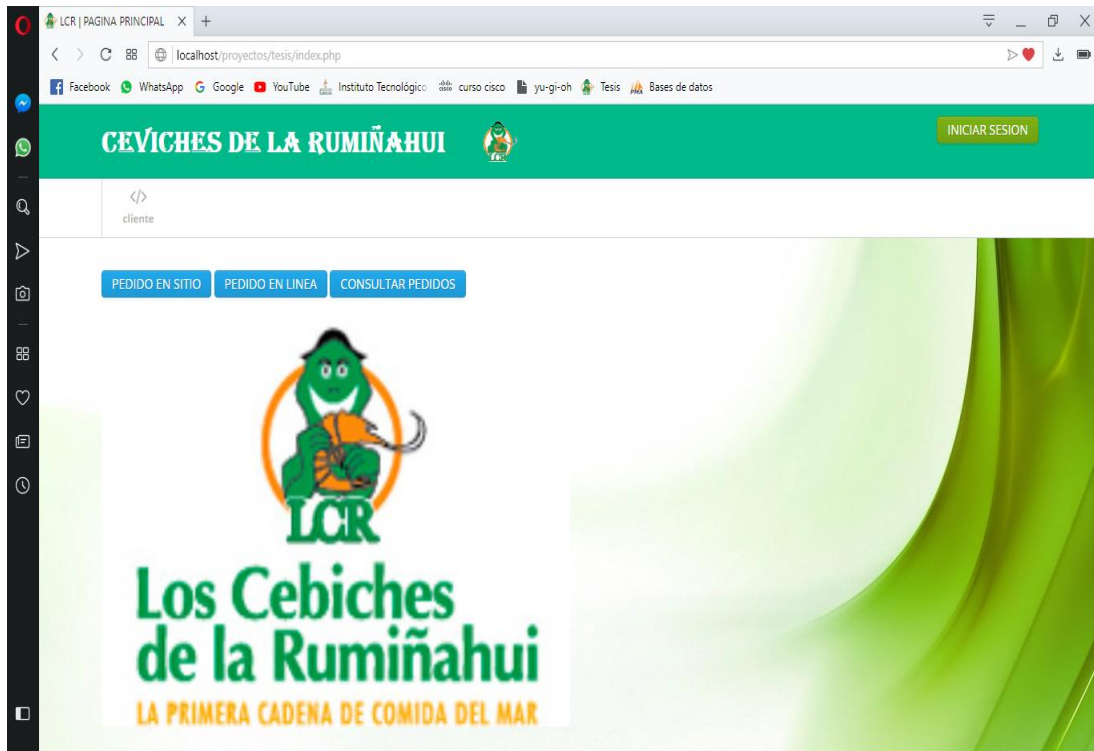 LCR | PAGINA PRINCIPAL
localhost/proyectos/tesis/index.php
Facebook WhatsApp Google YouTube Instituto Tecnológico curso cisco yu-gi-oh Tesis Bases de datos
CEVICHES DE LA RUMIÑAHUI LCR INICIAR SESION
</>
cliente
PEDIDO EN SITIO PEDIDO EN LINEA CONSULTAR PEDIDOS
LCR
Los Cebiches
de la Rumiñahui
LA PRIMERA CADENA DE COMIDA DEL MAR